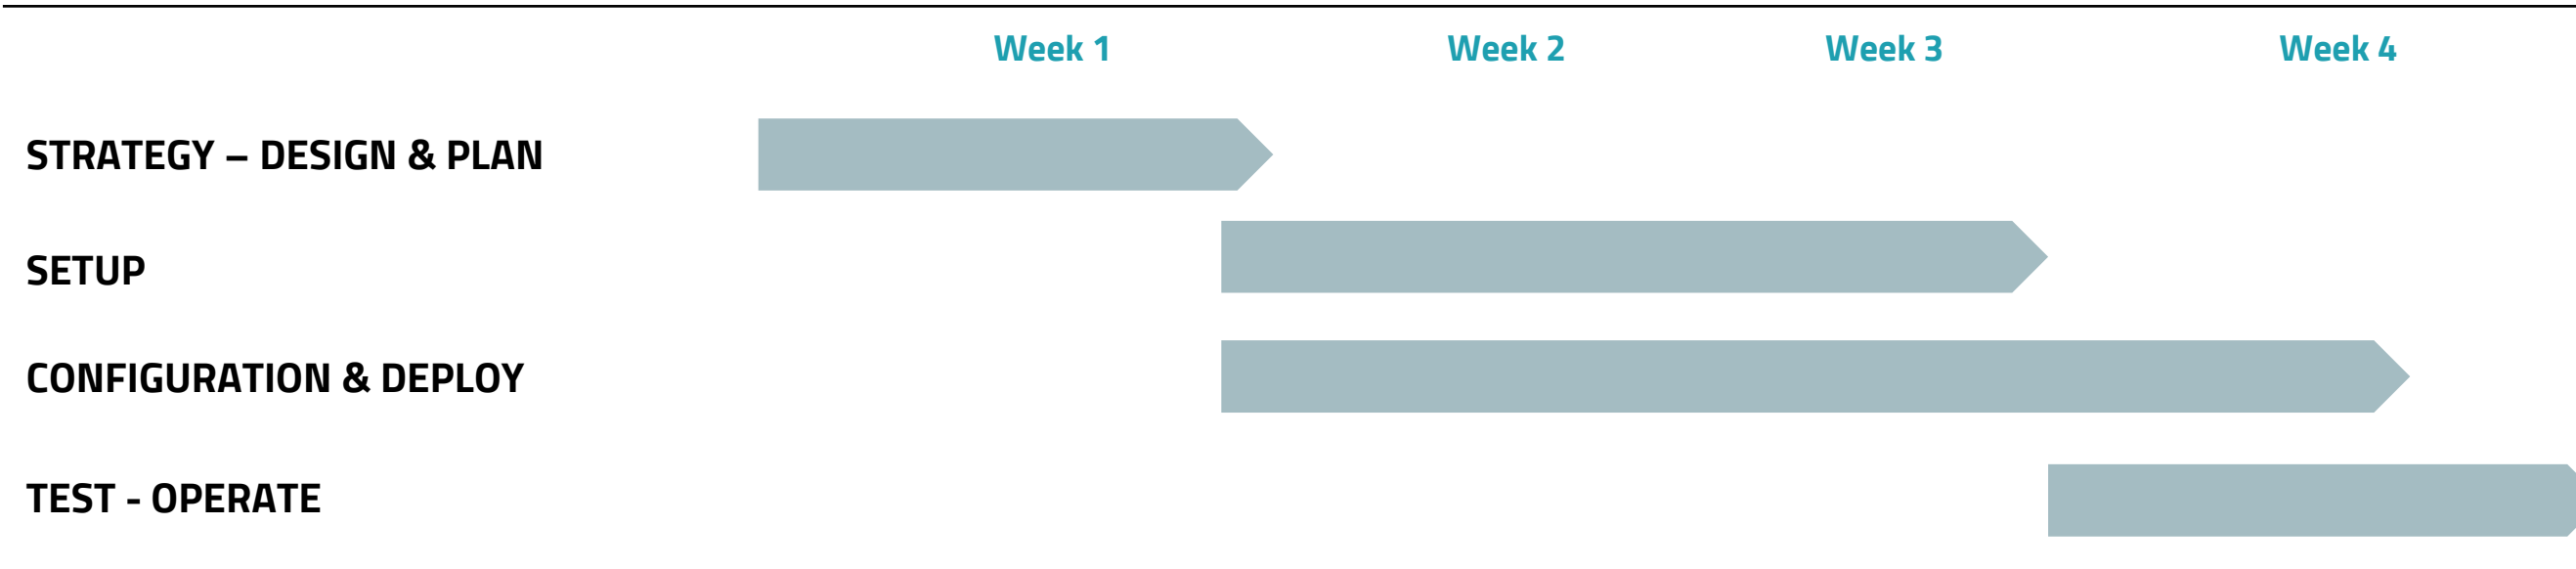 Week 1 Week 2 Week 3 Week 4
STRATEGY – DESIGN & PLAN
SETUP
CONFIGURATION & DEPLOY
TEST - OPERATE